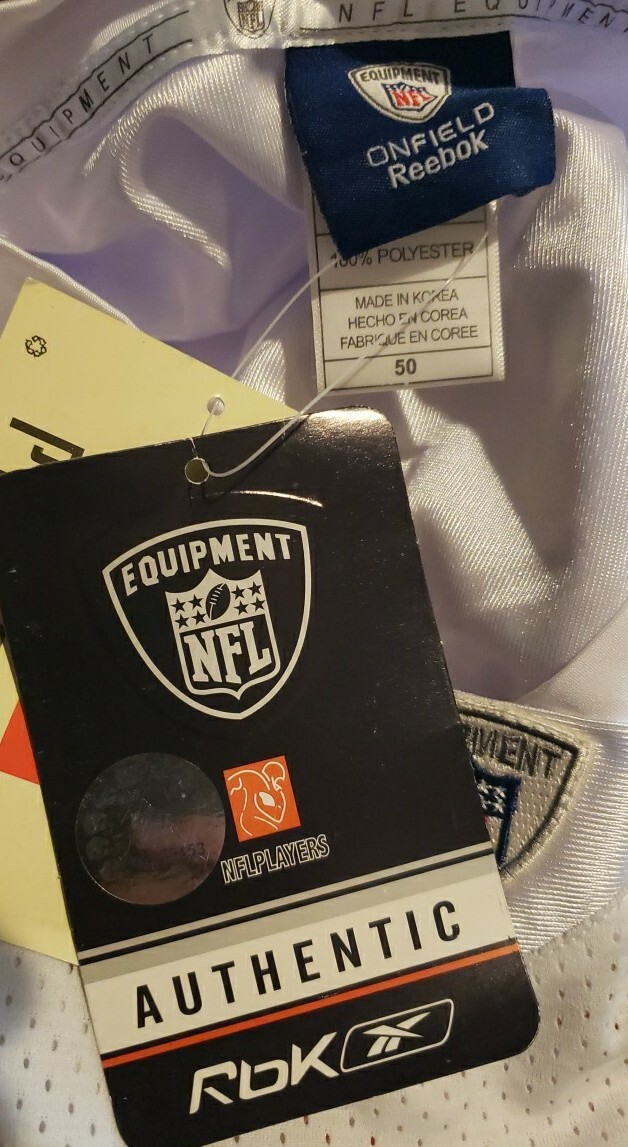 NFL EQUIPMENT
EQUIPMENT
NFL
EQUIPMENT
NFL
ONFIELD
Reebok
100% POLYESTER
MADE IN KOREA
HECHO EN COREA
FABRIQUE EN COREE
50
EQUIPMENT
NFL
NFLPLAYERS
AUTHENTIC
RbK